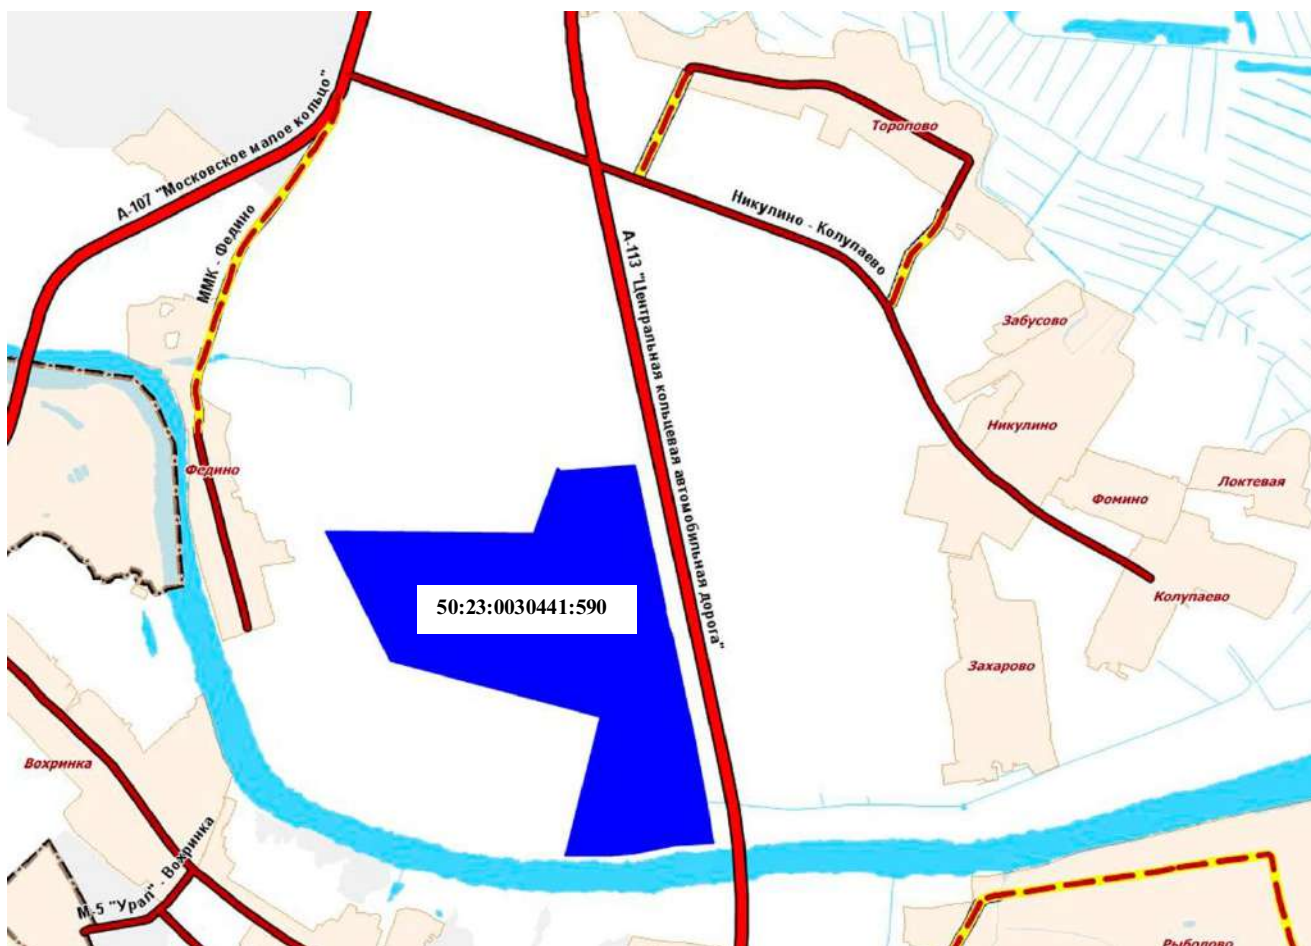 А-107 "Московское малое кольцо"
ММК - Федино
Торопово
Никулино - Колупаево
А-113 "Центральная кольцевая автомобильная дорога"
Забусово
Никулино
Федино
Фомино
Локтевая
50:23:0030441:590
Колупаево
Захарово
Вохринка
М-5 "Урал" - Вохринка
Рыболово